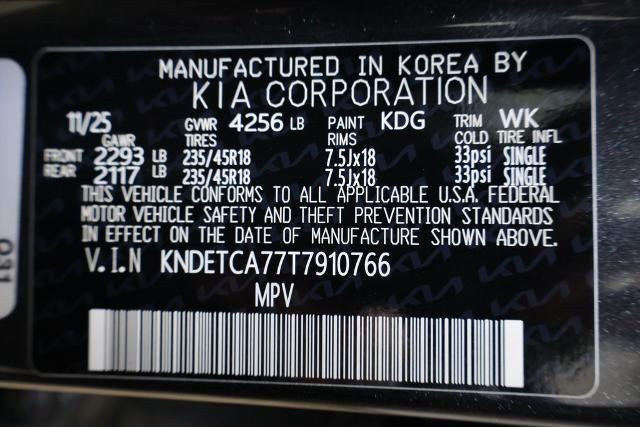 MANUFACTURED IN KOREA BY
KIA CORPORATION
11/25 GVWR 4256 LB PAINT KDG TRIM WK
GAWR TIRES RIMS COLD TIRE INFL
FRONT 2293 LB 235/45R18 7.5Jx18 33psi SINGLE
REAR 2117 LB 235/45R18 7.5Jx18 33psi SINGLE
THIS VEHICLE CONFORMS TO ALL APPLICABLE U.S.A. FEDERAL
MOTOR VEHICLE SAFETY AND THEFT PREVENTION STANDARDS
IN EFFECT ON THE DATE OF MANUFACTURE SHOWN ABOVE.
V.I.N KNDETCA77T7910766
MPV